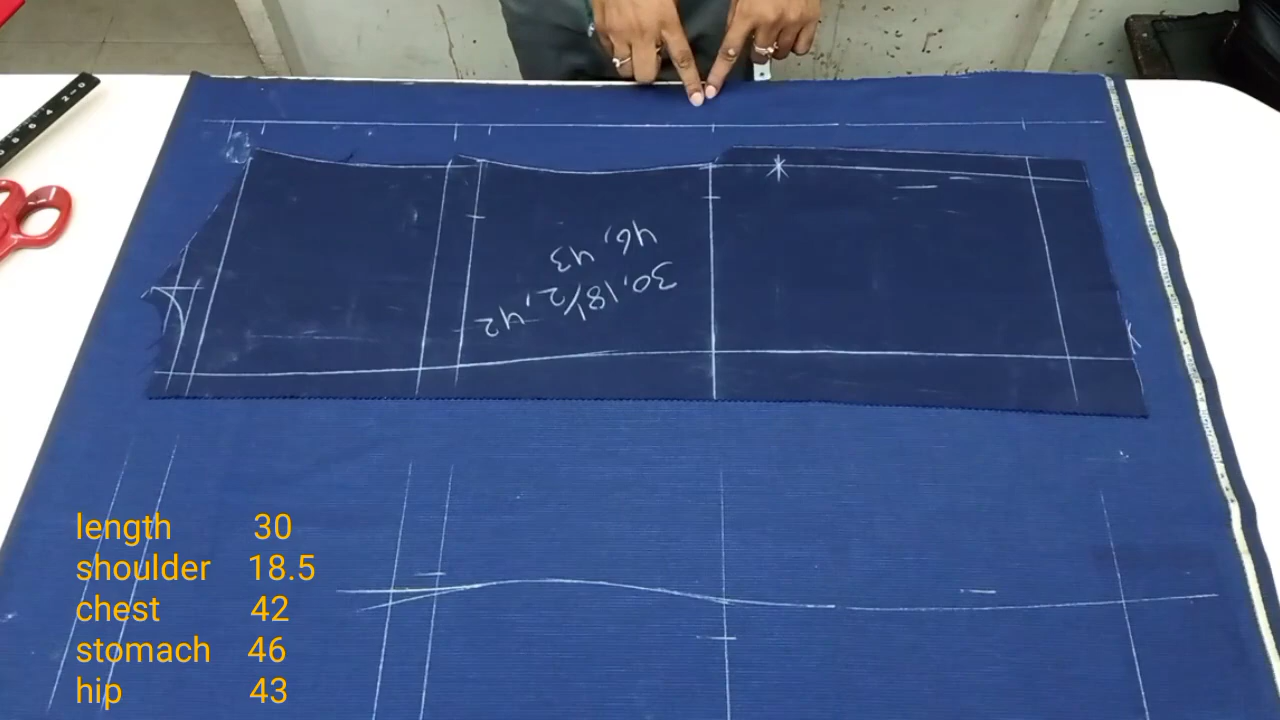 30,18½,42
46,43
length 30
shoulder 18.5
chest 42
stomach 46
hip 43